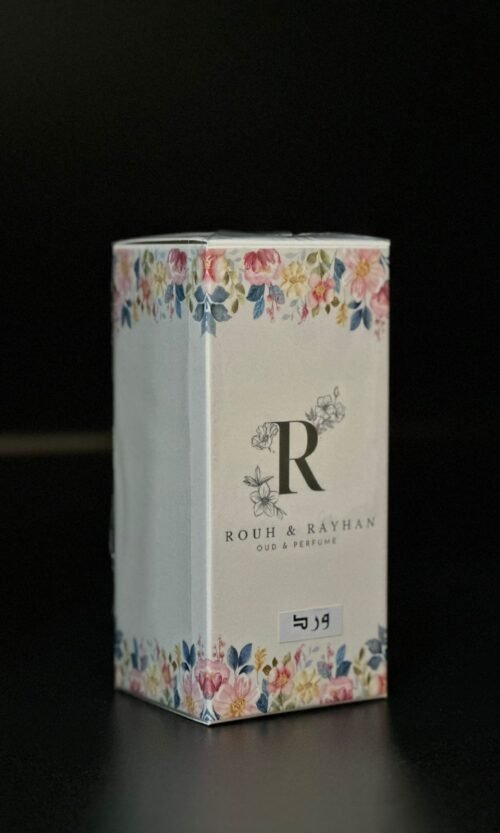 R
ROUH & RAYHAN
OUD & PERFUME
ورد